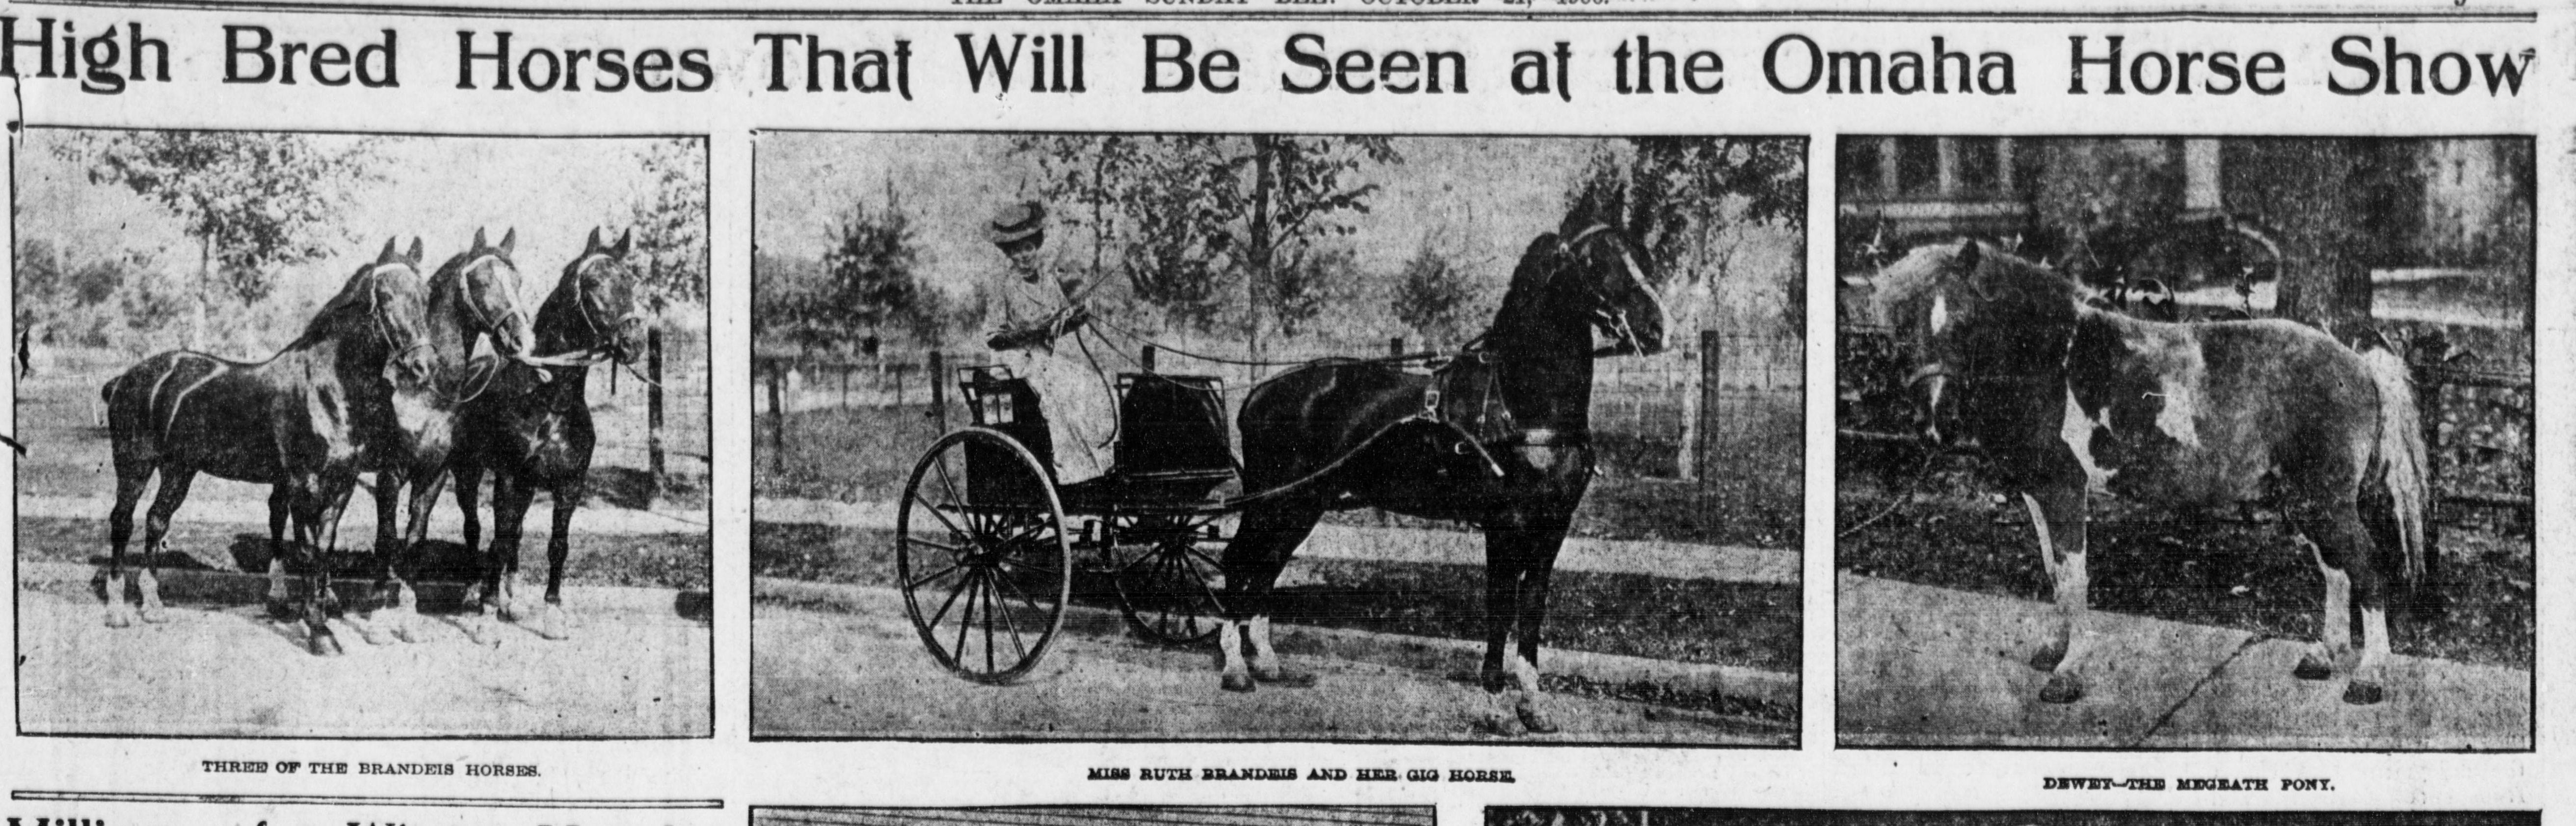 THE OMAHA SUNDAY BEE: OCTOBER 21, 1906.
High Bred Horses That Will Be Seen at the Omaha Horse Show
THREE OF THE BRANDEIS HORSES.
MISS RUTH BRANDEIS AND HER GIG HORSE.
DEWEY—THE MEGEATH PONY.